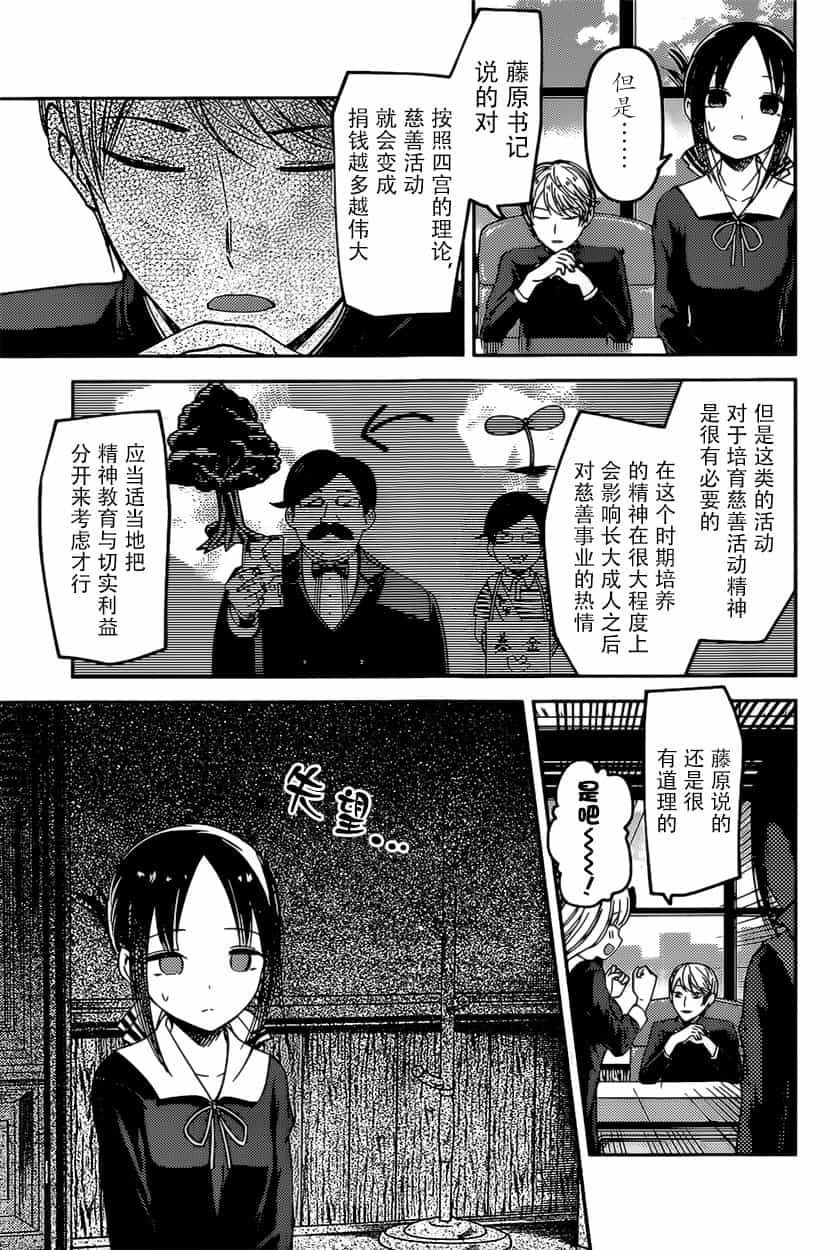 但是……
藤原书记
说的对
按照四宫的理论,
慈善活动
就会变成
捐钱越多越伟大
但是这类的活动
对于培育慈善活动精神
是很有必要的
在这个时期培养
的精神在很大程度上
会影响长大成人之后
对慈善事业的热情
基金
应当适当地把
精神教育与切实利益
分开来考虑才行
藤原说的
还是很
有道理的
是吧~~~!
失望...